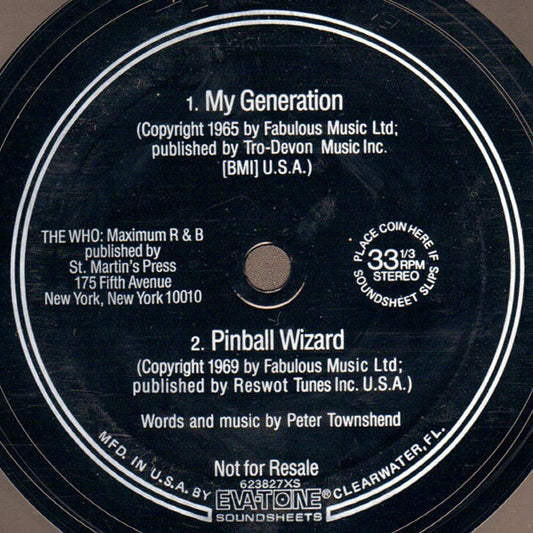 1. My Generation
(Copyright 1965 by Fabulous Music Ltd;
published by Tro-Devon Music Inc.
[BMI] U.S.A.)
THE WHO: Maximum R & B
published by
St. Martin's Press
175 Fifth Avenue
New York, New York 10010
PLACE COIN HERE IF
33 1/3
RPM
STEREO
SOUNDSHEET SLIPS
2. Pinball Wizard
(Copyright 1969 by Fabulous Music Ltd;
published by Reswot Tunes Inc. U.S.A.)
Words and music by Peter Townshend
Not for Resale
623827XS
MFD. IN U.S.A. BY EVA-TONE® CLEARWATER, FL.
SOUNDSHEETS